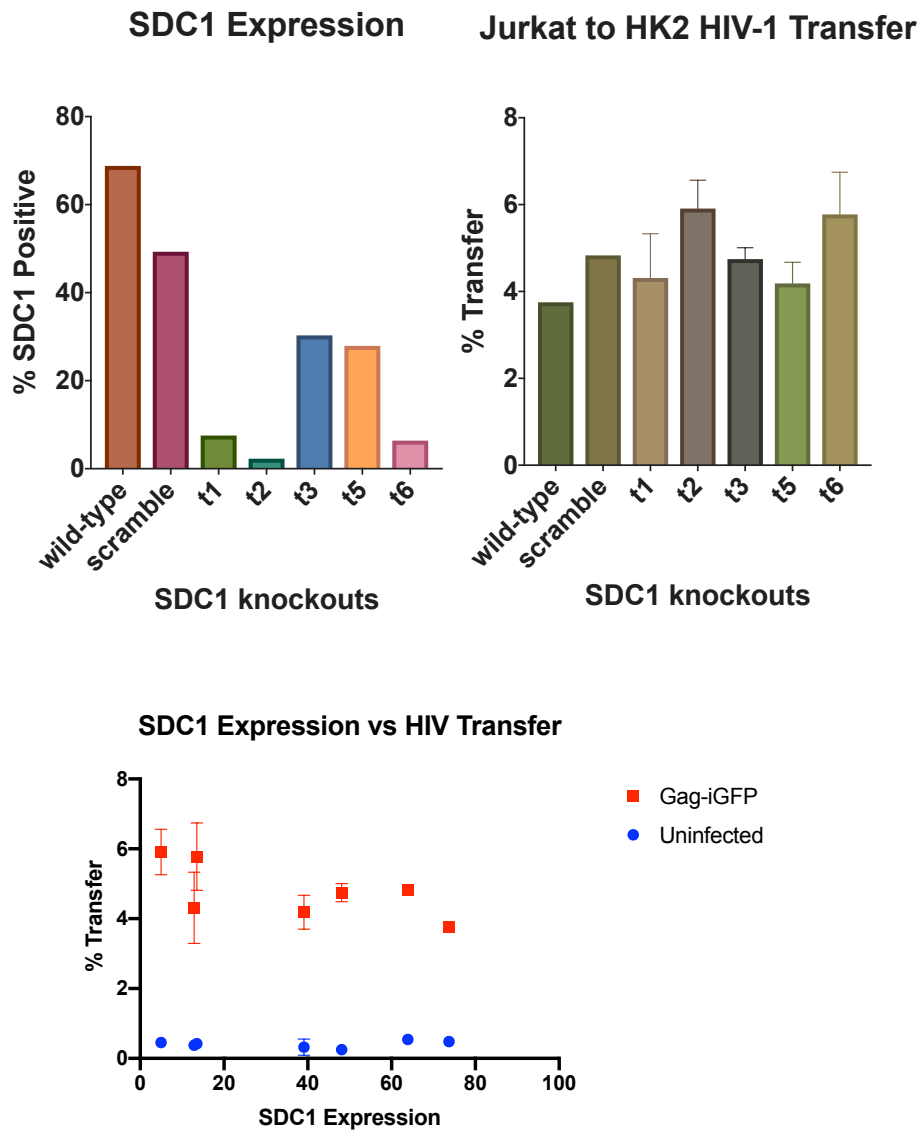 SDC1 Expression
% SDC1 Positive
80
60
40
20
0
wild-type
scramble
t1
t2
t3
t5
t6
SDC1 knockouts
Jurkat to HK2 HIV-1 Transfer
% Transfer
8
6
4
2
0
wild-type
scramble
t1
t2
t3
t5
t6
SDC1 knockouts
SDC1 Expression vs HIV Transfer
% Transfer
8
6
4
2
0
0 20 40 60 80 100
SDC1 Expression
Gag-iGFP
Uninfected